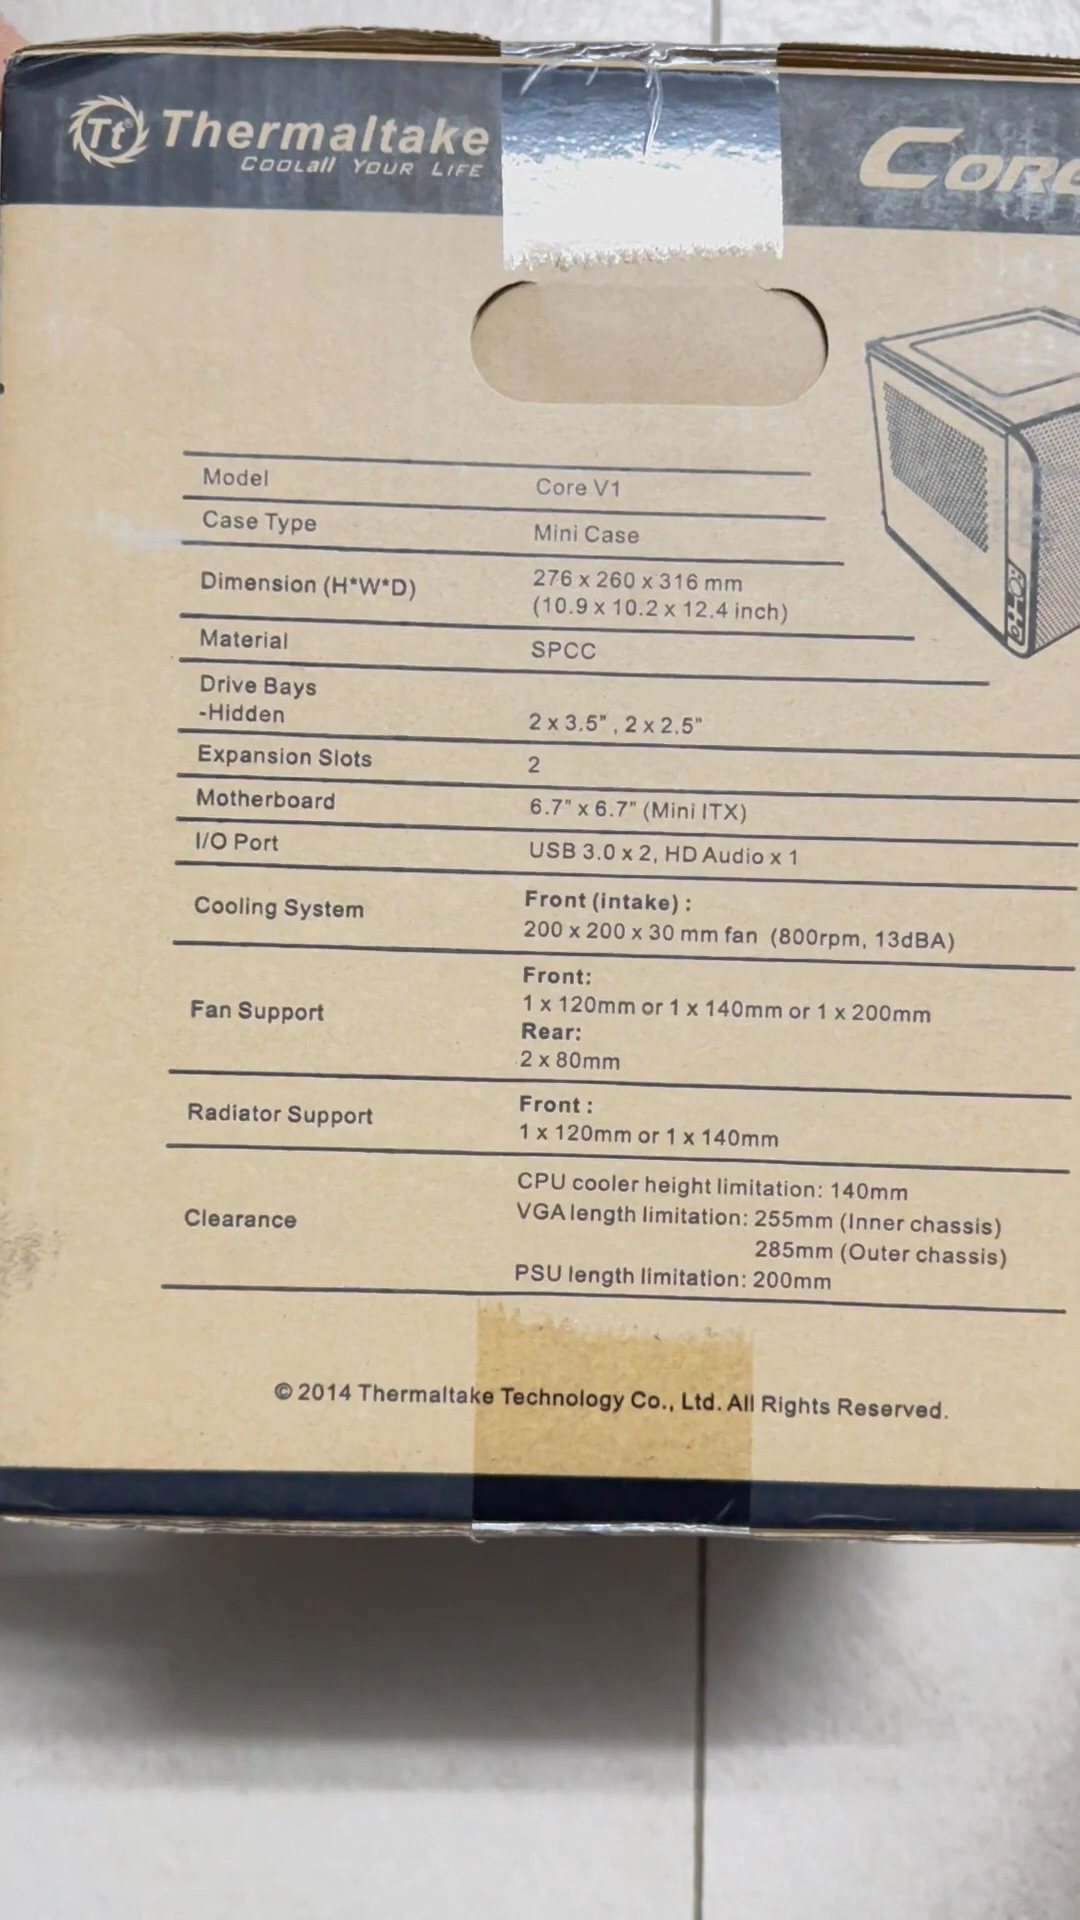 Tt Thermaltake
COOLall YOUR LIFE
Core
Model Core V1
Case Type Mini Case
Dimension (H*W*D) 276 x 260 x 316 mm
(10.9 x 10.2 x 12.4 inch)
Material SPCC
Drive Bays
-Hidden 2 x 3.5" , 2 x 2.5"
Expansion Slots 2
Motherboard 6.7" x 6.7" (Mini ITX)
I/O Port USB 3.0 x 2, HD Audio x 1
Cooling System Front (intake) :
200 x 200 x 30 mm fan (800rpm, 13dBA)
Fan Support Front:
1 x 120mm or 1 x 140mm or 1 x 200mm
Rear:
2 x 80mm
Radiator Support Front :
1 x 120mm or 1 x 140mm
Clearance CPU cooler height limitation: 140mm
VGA length limitation: 255mm (Inner chassis)
285mm (Outer chassis)
PSU length limitation: 200mm
© 2014 Thermaltake Technology Co., Ltd. All Rights Reserved.